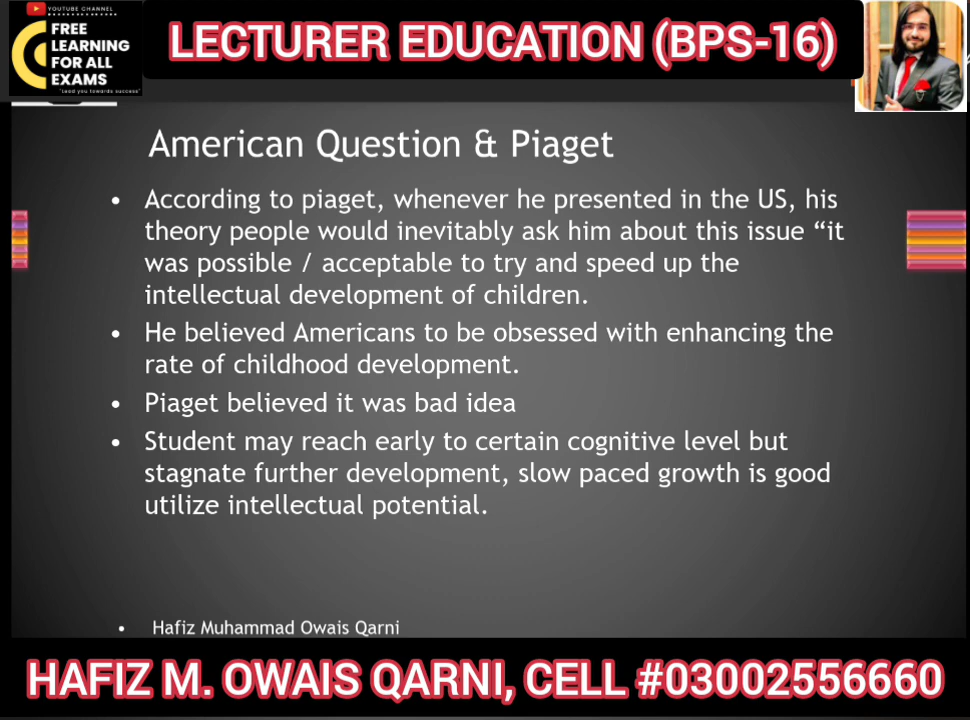 YOUTUBE CHANNEL
FREE
LEARNING
FOR ALL
EXAMS
"Lead you towards success"
LECTURER EDUCATION (BPS-16)
American Question & Piaget
• According to piaget, whenever he presented in the US, his
theory people would inevitably ask him about this issue “it
was possible / acceptable to try and speed up the
intellectual development of children.
• He believed Americans to be obsessed with enhancing the
rate of childhood development.
• Piaget believed it was bad idea
• Student may reach early to certain cognitive level but
stagnate further development, slow paced growth is good
utilize intellectual potential.
• Hafiz Muhammad Owais Qarni
HAFIZ M. OWAIS QARNI, CELL #03002556660